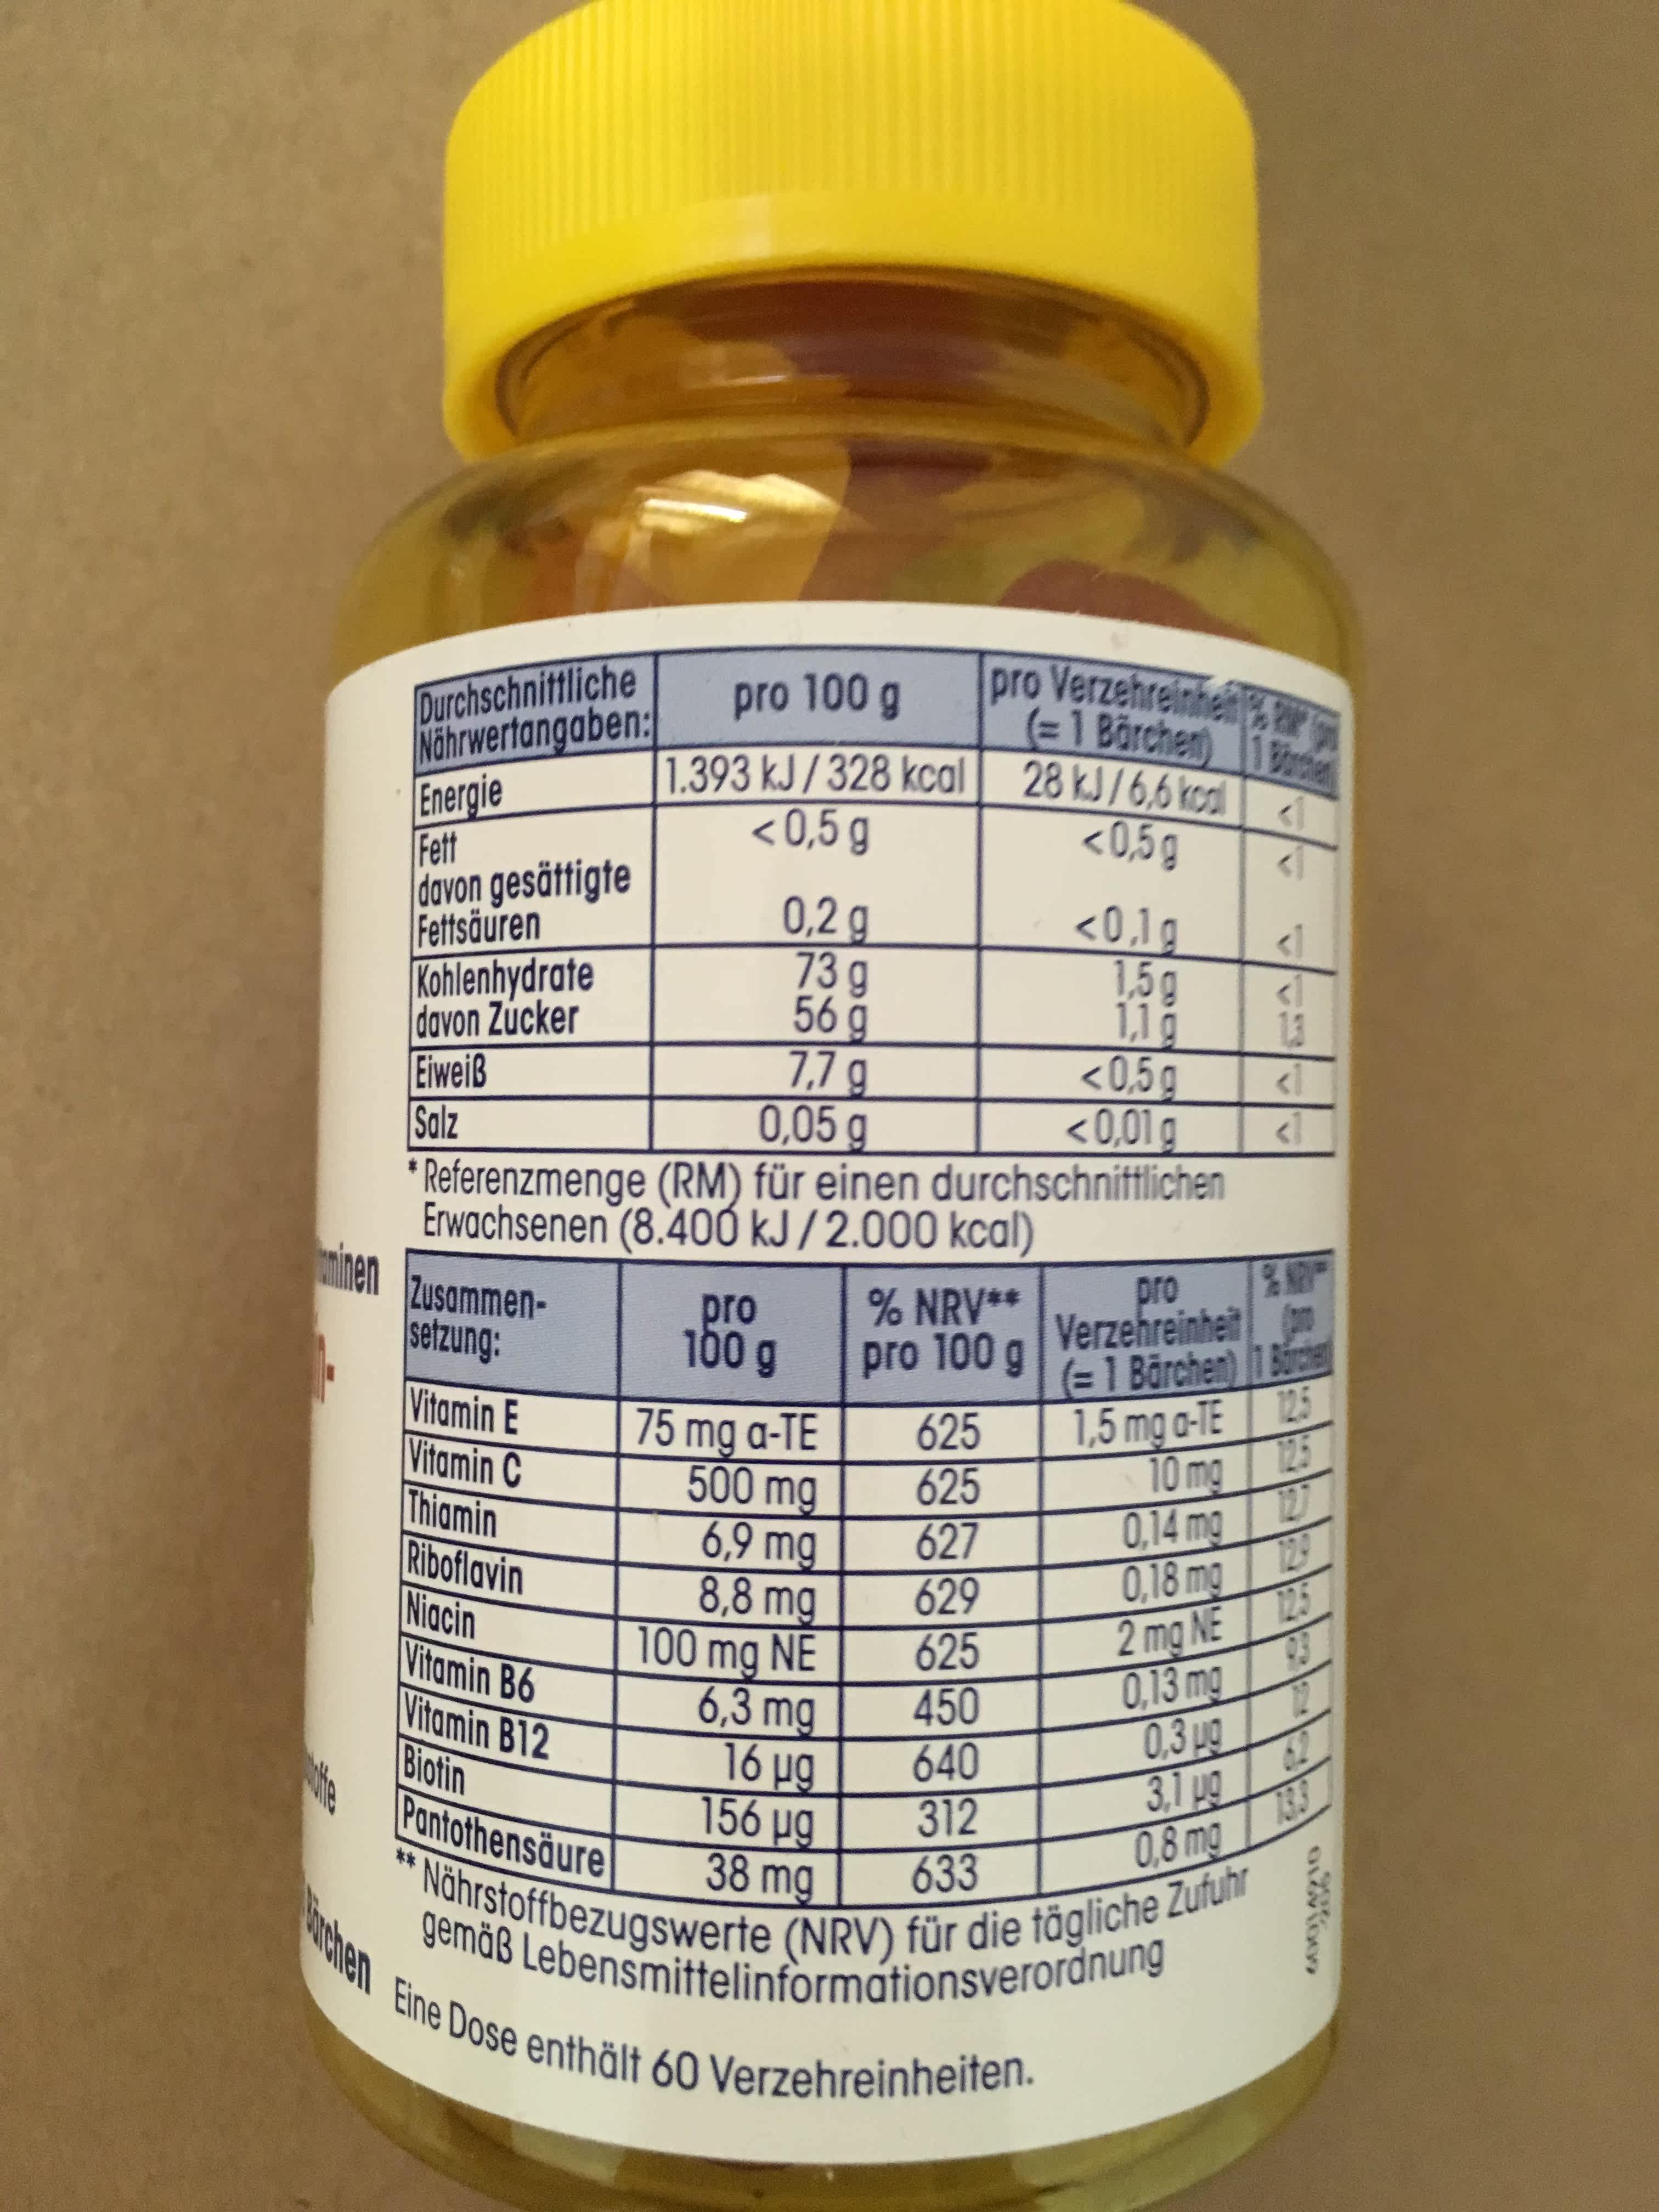 Durchschnittliche Nährwertangaben: pro 100 g pro Verzehreinheit (= 1 Bärchen) % RM* (pro 1 Bärchen)
Energie 1.393 kJ / 328 kcal 28 kJ / 6,6 kcal <1
Fett <0,5 g <0,5 g <1
davon gesättigte
Fettsäuren 0,2 g <0,1 g <1
Kohlenhydrate 73 g 1,5 g <1
davon Zucker 56 g 1,1 g 1,3
Eiweiß 7,7 g <0,5 g <1
Salz 0,05 g <0,01 g <1
* Referenzmenge (RM) für einen durchschnittlichen
Erwachsenen (8.400 kJ / 2.000 kcal)
Zusammen-setzung: pro 100 g % NRV** pro 100 g pro Verzehreinheit (= 1 Bärchen) % NRV** (pro 1 Bärchen)
Vitamin E 75 mg α-TE 625 1,5 mg α-TE 12,5
Vitamin C 500 mg 625 10 mg 12,5
Thiamin 6,9 mg 627 0,14 mg 12,7
Riboflavin 8,8 mg 629 0,18 mg 12,9
Niacin 100 mg NE 625 2 mg NE 12,5
Vitamin B6 6,3 mg 450 0,13 mg 9,3
Vitamin B12 16 µg 640 0,3 µg 12
Biotin 156 µg 312 3,1 µg 6,2
Pantothensäure 38 mg 633 0,8 mg 13,3
** Nährstoffbezugswerte (NRV) für die tägliche Zufuhr
gemäß Lebensmittelinformationsverordnung
Eine Dose enthält 60 Verzehreinheiten.
Bärchen